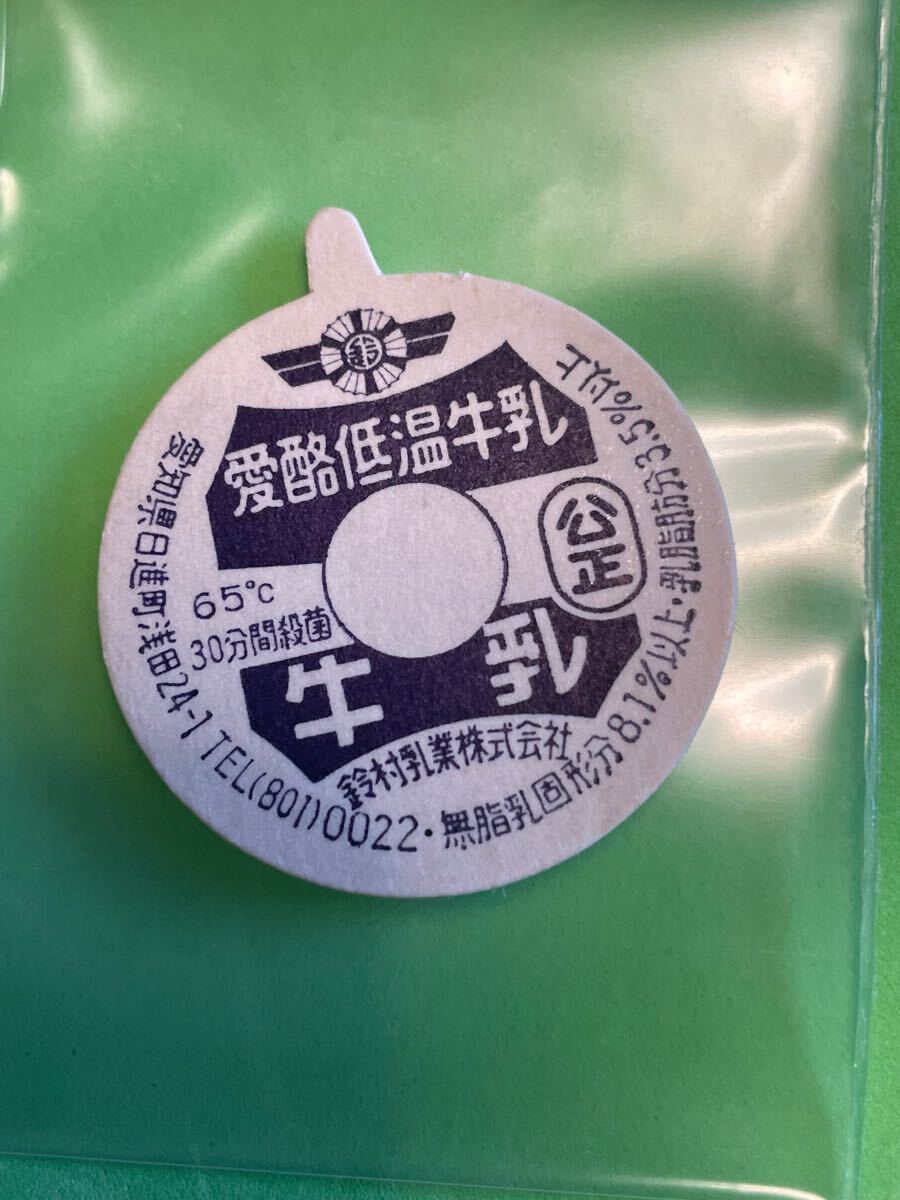 鈴
愛酪低温牛乳
公正
65℃
30分間殺菌
牛乳
鈴村乳業株式会社
愛知県日進町浅田24-1 TEL(801)0022・無脂乳固形分8.1%以上・乳脂肪分3.5%以上